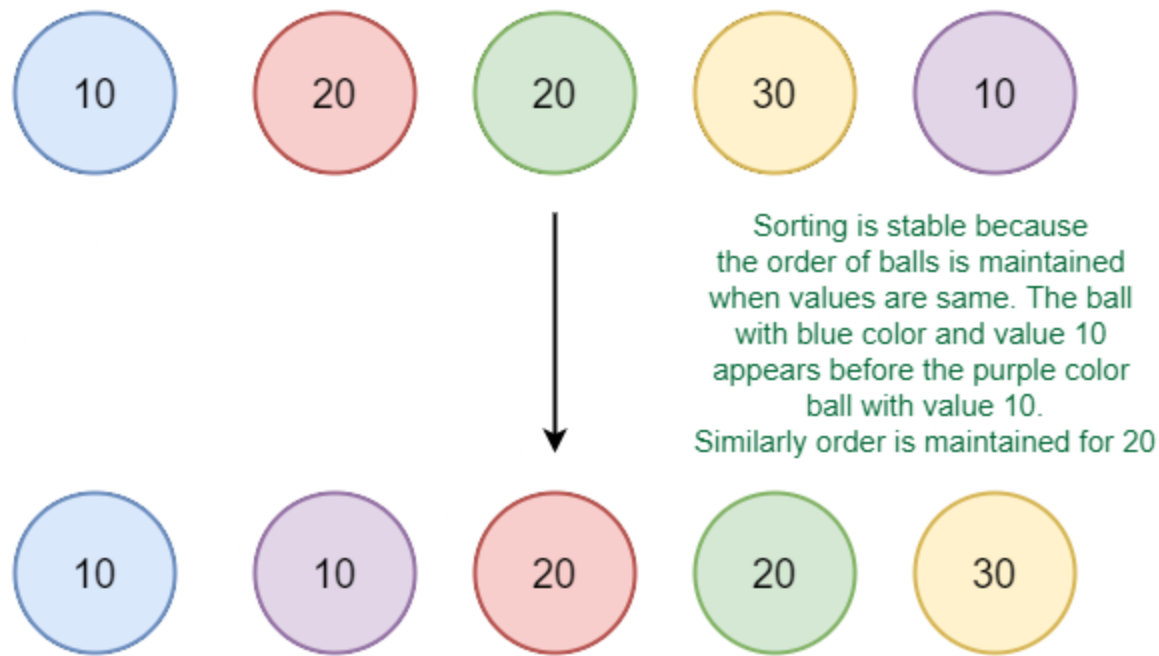 10
20
20
30
10
Sorting is stable because
the order of balls is maintained
when values are same. The ball
with blue color and value 10
appears before the purple color
ball with value 10.
Similarly order is maintained for 20
10
10
20
20
30